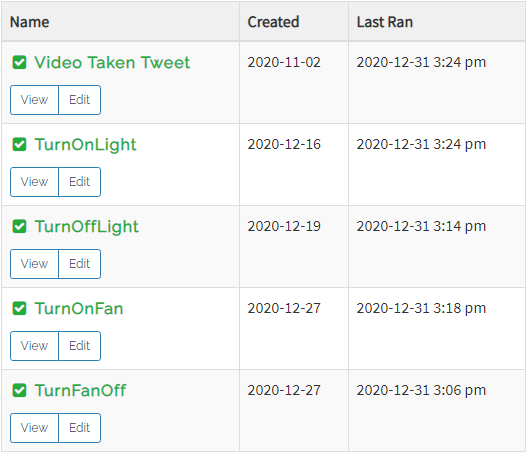 Name Created Last Ran
Video Taken Tweet 2020-11-02 2020-12-31 3:24 pm
View Edit
TurnOnLight 2020-12-16 2020-12-31 3:24 pm
View Edit
TurnOffLight 2020-12-19 2020-12-31 3:14 pm
View Edit
TurnOnFan 2020-12-27 2020-12-31 3:18 pm
View Edit
TurnFanOff 2020-12-27 2020-12-31 3:06 pm
View Edit